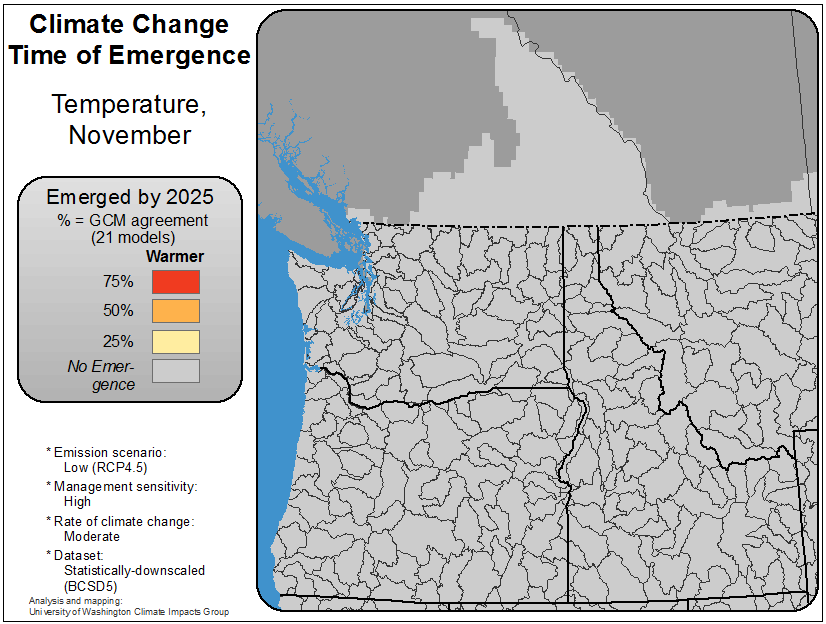 Climate Change
Time of Emergence
Temperature,
November
Emerged by 2025
% = GCM agreement
(21 models)
Warmer
75%
50%
25%
No Emer-
gence
* Emission scenario:
Low (RCP4.5)
* Management sensitivity:
High
* Rate of climate change:
Moderate
* Dataset:
Statistically-downscaled
(BCSD5)
Analysis and mapping:
University of Washington Climate Impacts Group